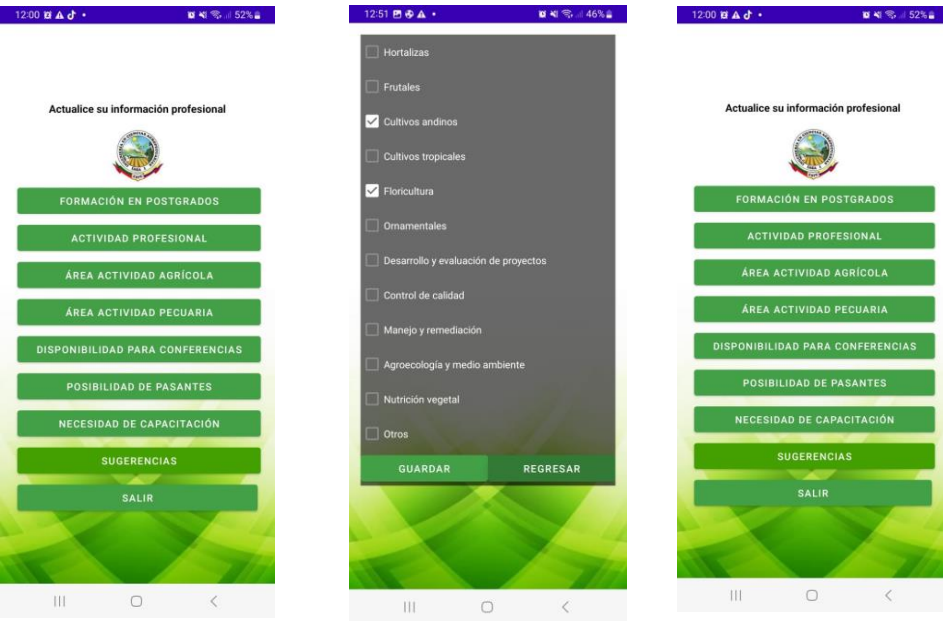 12:00
52%
Actualice su información profesional
FORMACIÓN EN POSTGRADOS
ACTIVIDAD PROFESIONAL
ÁREA ACTIVIDAD AGRÍCOLA
ÁREA ACTIVIDAD PECUARIA
DISPONIBILIDAD PARA CONFERENCIAS
POSIBILIDAD DE PASANTES
NECESIDAD DE CAPACITACIÓN
SUGERENCIAS
SALIR
12:51
46%
Hortalizas
Frutales
Cultivos andinos
Cultivos tropicales
Floricultura
Ornamentales
Desarrollo y evaluación de proyectos
Control de calidad
Manejo y remediación
Agroecología y medio ambiente
Nutrición vegetal
Otros
GUARDAR
REGRESAR
12:00
52%
Actualice su información profesional
FORMACIÓN EN POSTGRADOS
ACTIVIDAD PROFESIONAL
ÁREA ACTIVIDAD AGRÍCOLA
ÁREA ACTIVIDAD PECUARIA
DISPONIBILIDAD PARA CONFERENCIAS
POSIBILIDAD DE PASANTES
NECESIDAD DE CAPACITACIÓN
SUGERENCIAS
SALIR